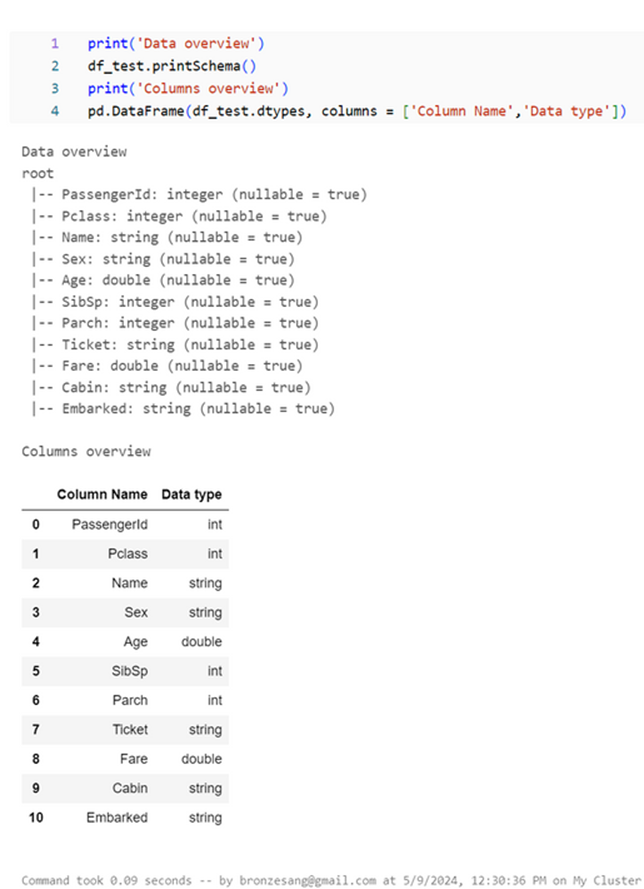 1 print('Data overview')
2 df_test.printSchema()
3 print('Columns overview')
4 pd.DataFrame(df_test.dtypes, columns = ['Column Name','Data type'])
Data overview
root
 |-- PassengerId: integer (nullable = true)
 |-- Pclass: integer (nullable = true)
 |-- Name: string (nullable = true)
 |-- Sex: string (nullable = true)
 |-- Age: double (nullable = true)
 |-- SibSp: integer (nullable = true)
 |-- Parch: integer (nullable = true)
 |-- Ticket: string (nullable = true)
 |-- Fare: double (nullable = true)
 |-- Cabin: string (nullable = true)
 |-- Embarked: string (nullable = true)
Columns overview
Column Name Data type
0 PassengerId int
1 Pclass int
2 Name string
3 Sex string
4 Age double
5 SibSp int
6 Parch int
7 Ticket string
8 Fare double
9 Cabin string
10 Embarked string
Command took 0.09 seconds -- by bronzesang@gmail.com at 5/9/2024, 12:30:36 PM on My Cluster